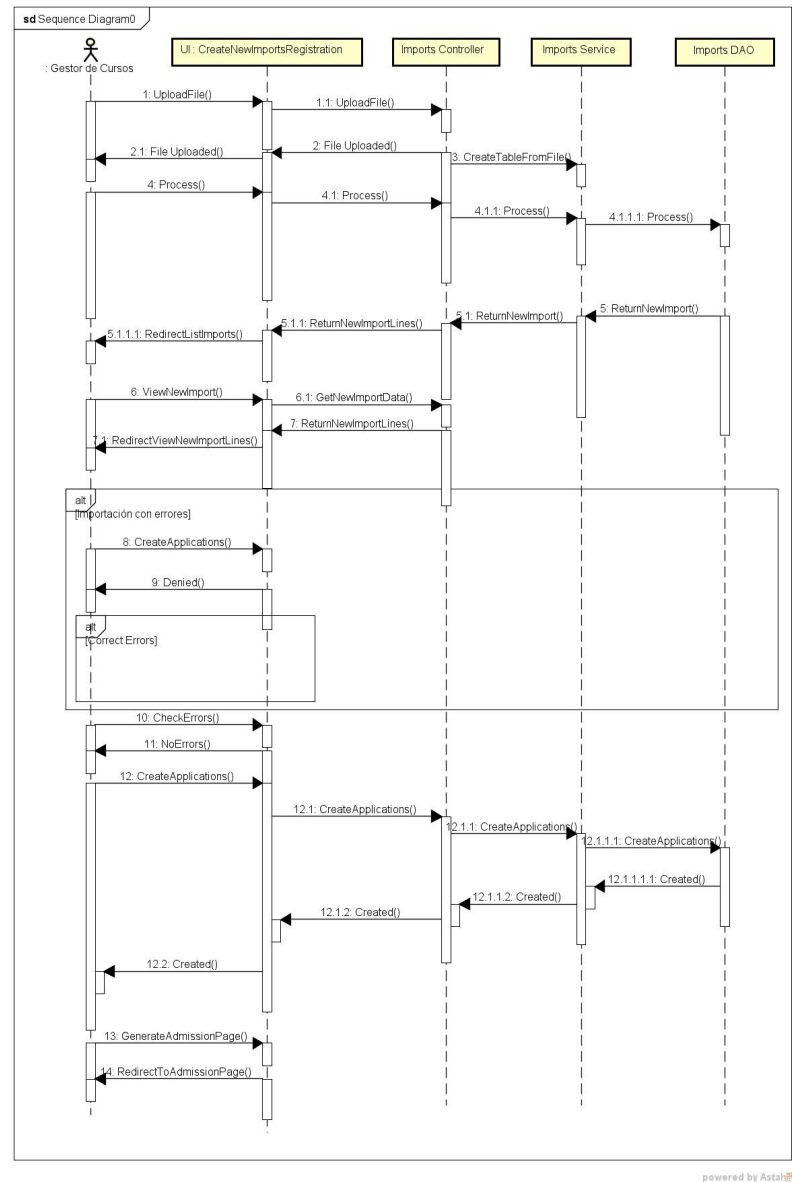 sd Sequence Diagram0
: Gestor de Cursos
UI : CreateNewImportsRegistration
Imports Controller
Imports Service
Imports DAO
1: UploadFile()
1.1: UploadFile()
2: File Uploaded()
2.1: File Uploaded()
3: CreateTableFromFile()
4: Process()
4.1: Process()
4.1.1: Process()
4.1.1.1: Process()
5: ReturnNewImport()
5.1: ReturnNewImport()
5.1.1: ReturnNewImportLines()
5.1.1.1: RedirectListImports()
6: ViewNewImport()
6.1: GetNewImportData()
7: ReturnNewImportLines()
7.1: RedirectViewNewImportLines()
alt
[Importación con errores]
8: CreateApplications()
9: Denied()
alt
[Correct Errors]
10: CheckErrors()
11: NoErrors()
12: CreateApplications()
12.1: CreateApplications()
12.1.1: CreateApplications()
12.1.1.1: CreateApplications()
12.1.1.1.1: Created()
12.1.1.2: Created()
12.1.2: Created()
12.2: Created()
13: GenerateAdmissionPage()
14: RedirectToAdmissionPage()
powered by Astah